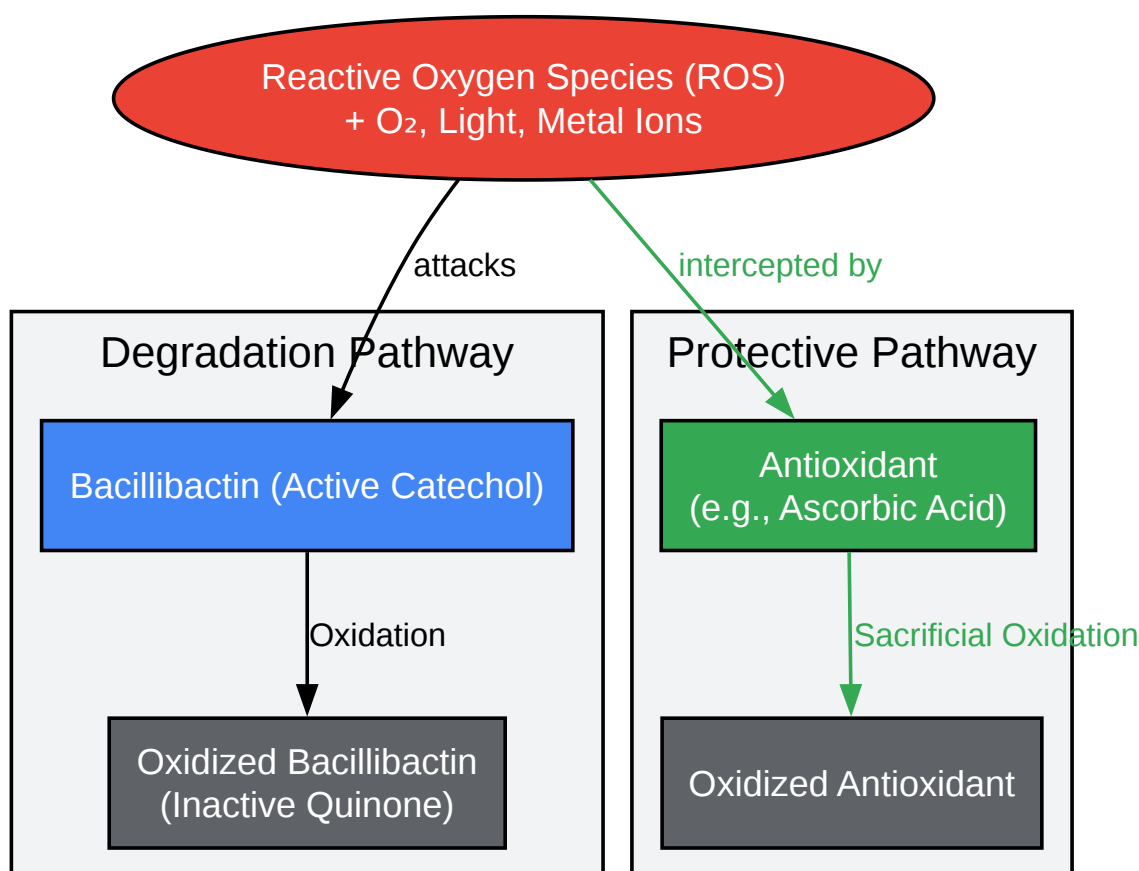 Reactive Oxygen Species (ROS)
+ O₂, Light, Metal Ions
attacks
intercepted by
Degradation Pathway
Protective Pathway
Bacillibactin (Active Catechol)
Antioxidant
(e.g., Ascorbic Acid)
Oxidation
Sacrificial Oxidation
Oxidized Bacillibactin
(Inactive Quinone)
Oxidized Antioxidant